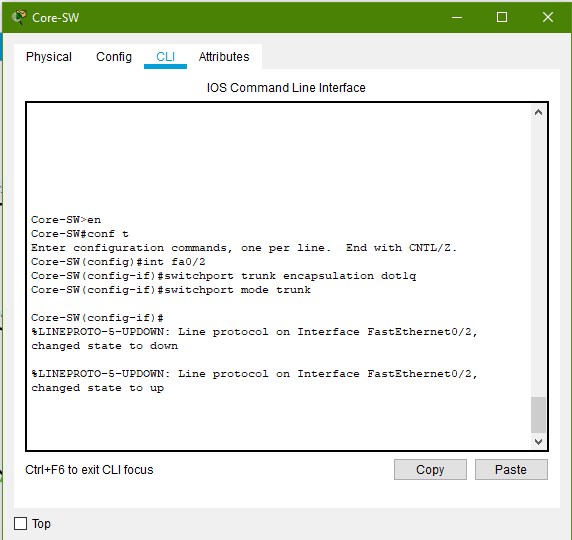 Core-SW
Physical Config CLI Attributes
IOS Command Line Interface
Core-SW>en
Core-SW#conf t
Enter configuration commands, one per line.  End with CNTL/Z.
Core-SW(config)#int fa0/2
Core-SW(config-if)#switchport trunk encapsulation dot1q
Core-SW(config-if)#switchport mode trunk
Core-SW(config-if)#
%LINEPROTO-5-UPDOWN: Line protocol on Interface FastEthernet0/2,
changed state to down
%LINEPROTO-5-UPDOWN: Line protocol on Interface FastEthernet0/2,
changed state to up
Ctrl+F6 to exit CLI focus
Copy Paste
Top